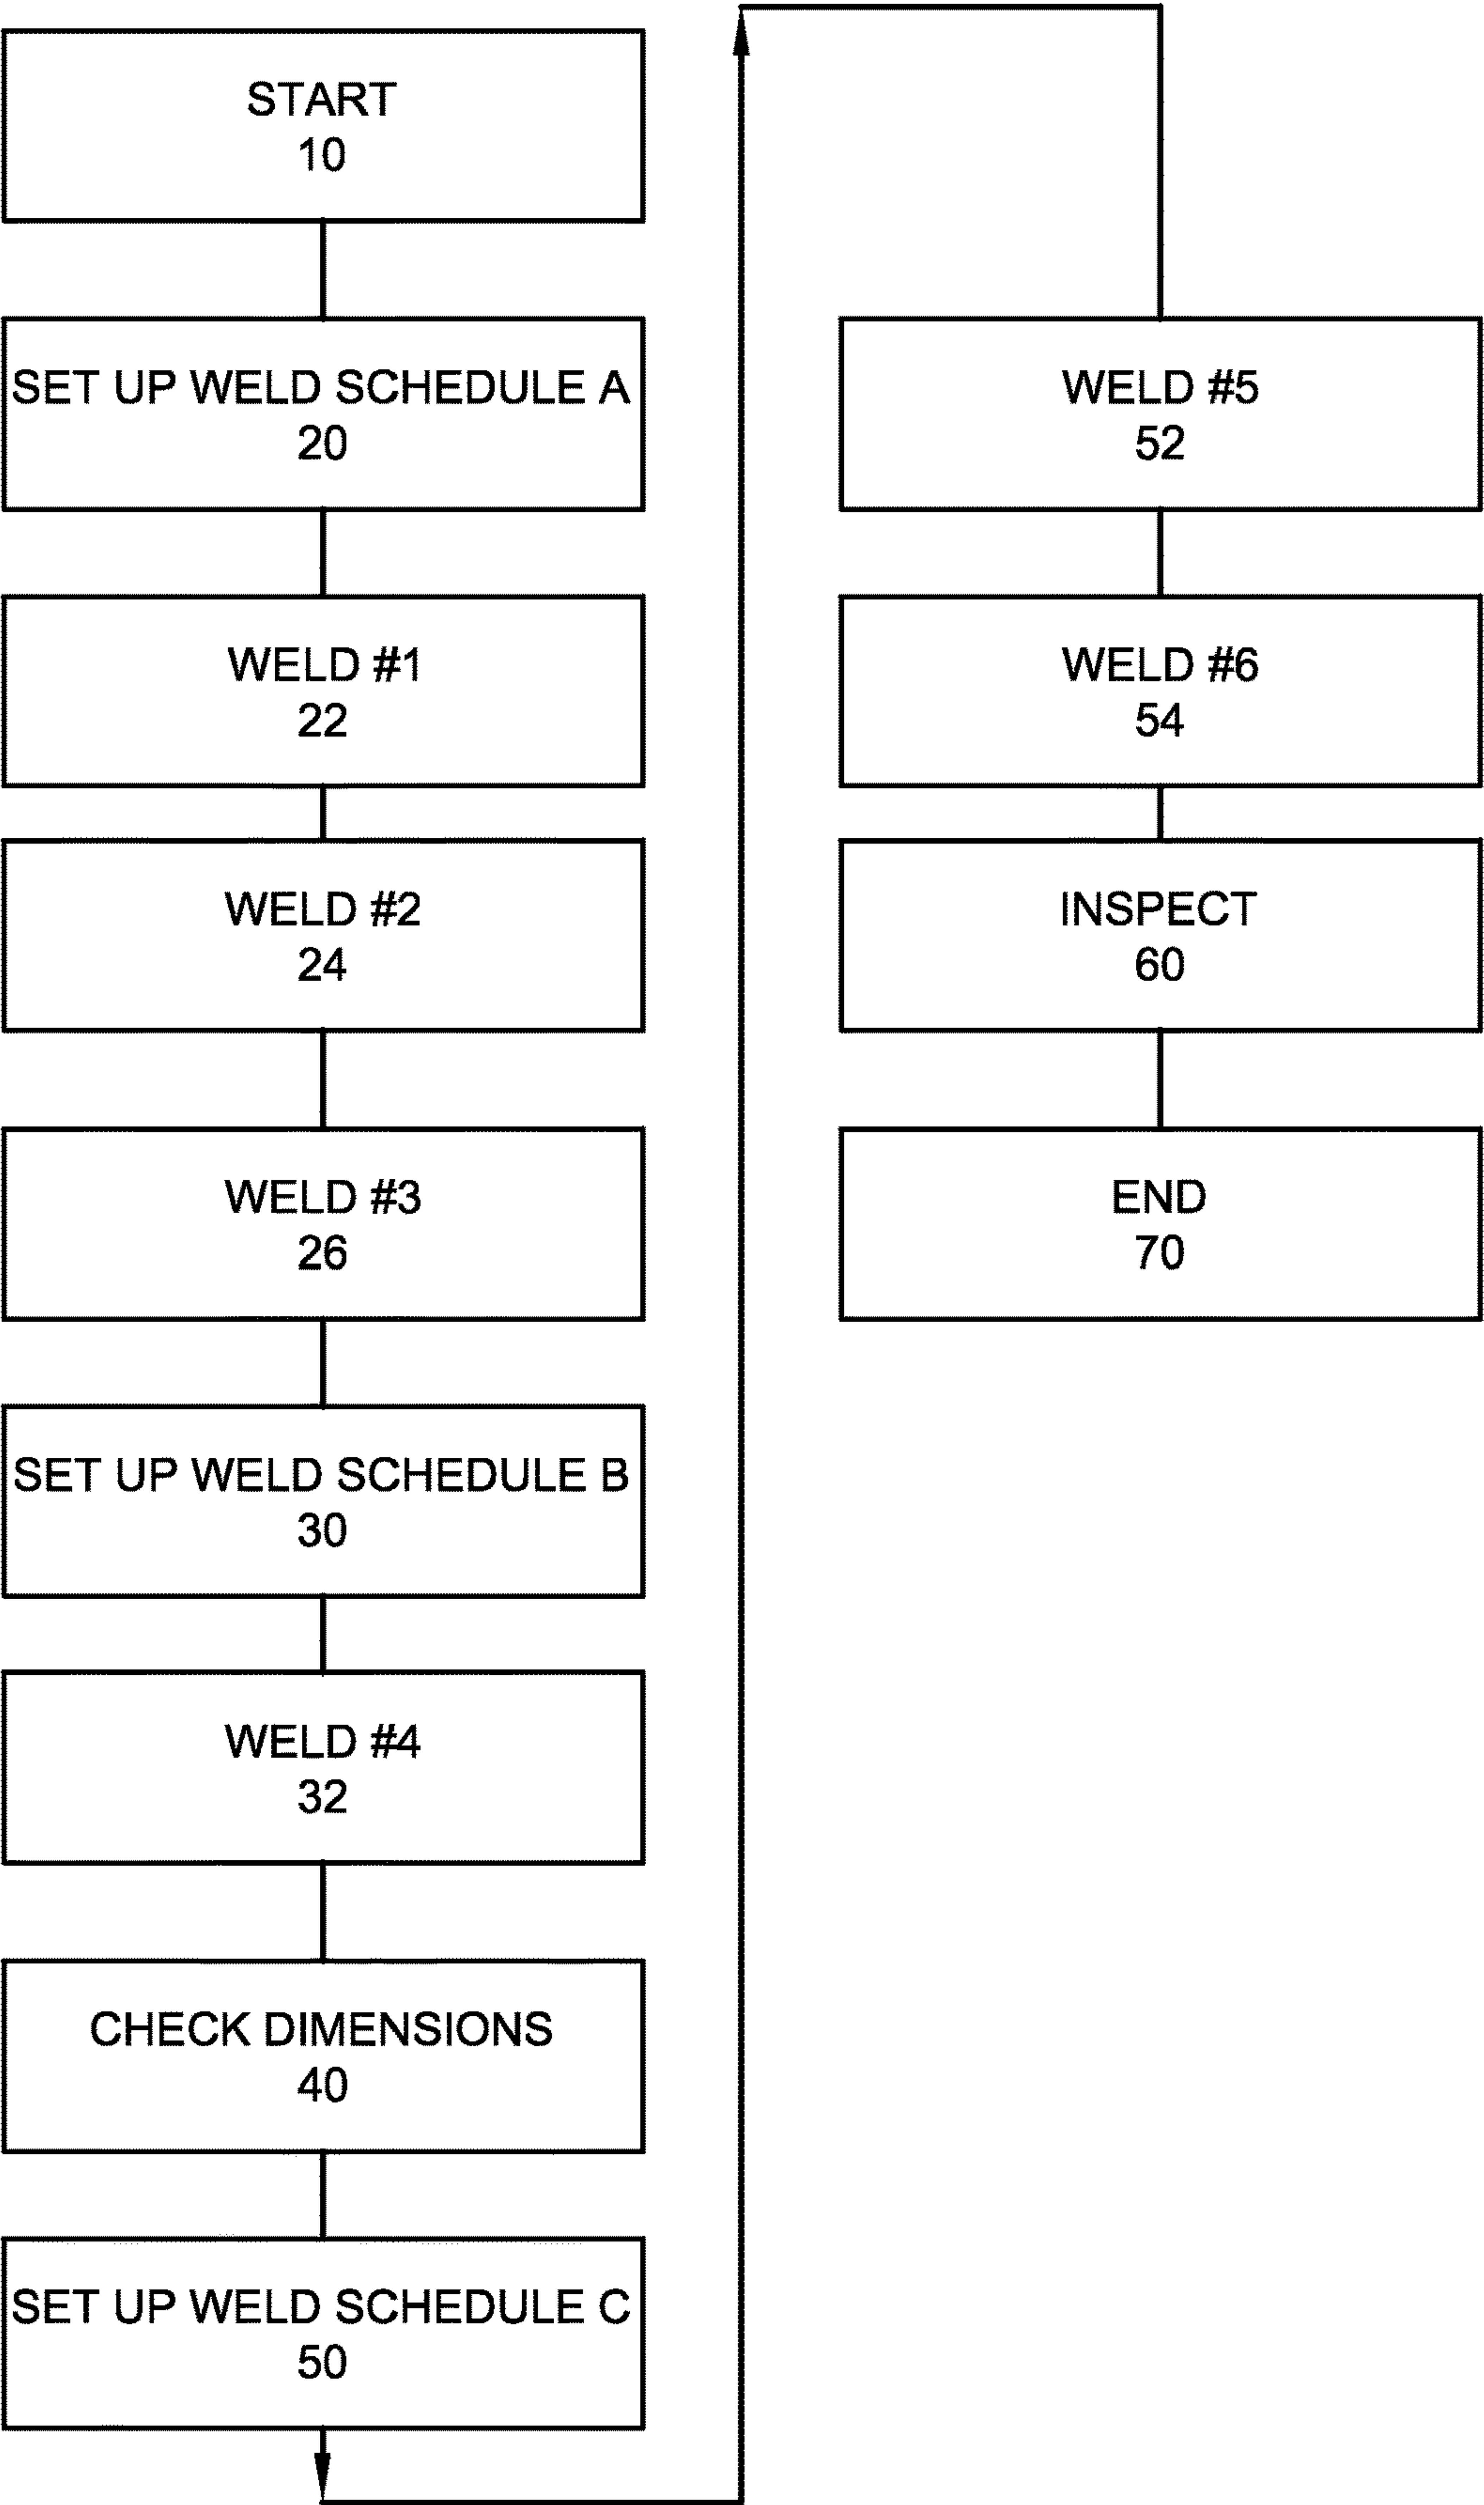 START
10
SET UP WELD SCHEDULE A
20
WELD #1
22
WELD #2
24
WELD #3
26
SET UP WELD SCHEDULE B
30
WELD #4
32
CHECK DIMENSIONS
40
SET UP WELD SCHEDULE C
50
WELD #5
52
WELD #6
54
INSPECT
60
END
70